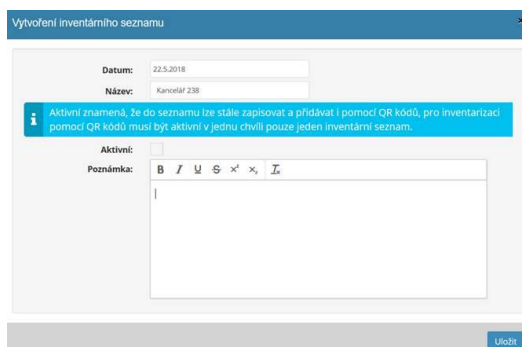 Vytvoření inventárního seznamu
Datum: 22.5.2018
Název: Kancelář 238
Aktivní znamená, že do seznamu lze stále zapisovat a přidávat i pomocí QR kódů, pro inventarizaci
pomocí QR kódů musí být aktivní v jednu chvíli pouze jeden inventární seznam.
Aktivní:
Poznámka:
Uložit